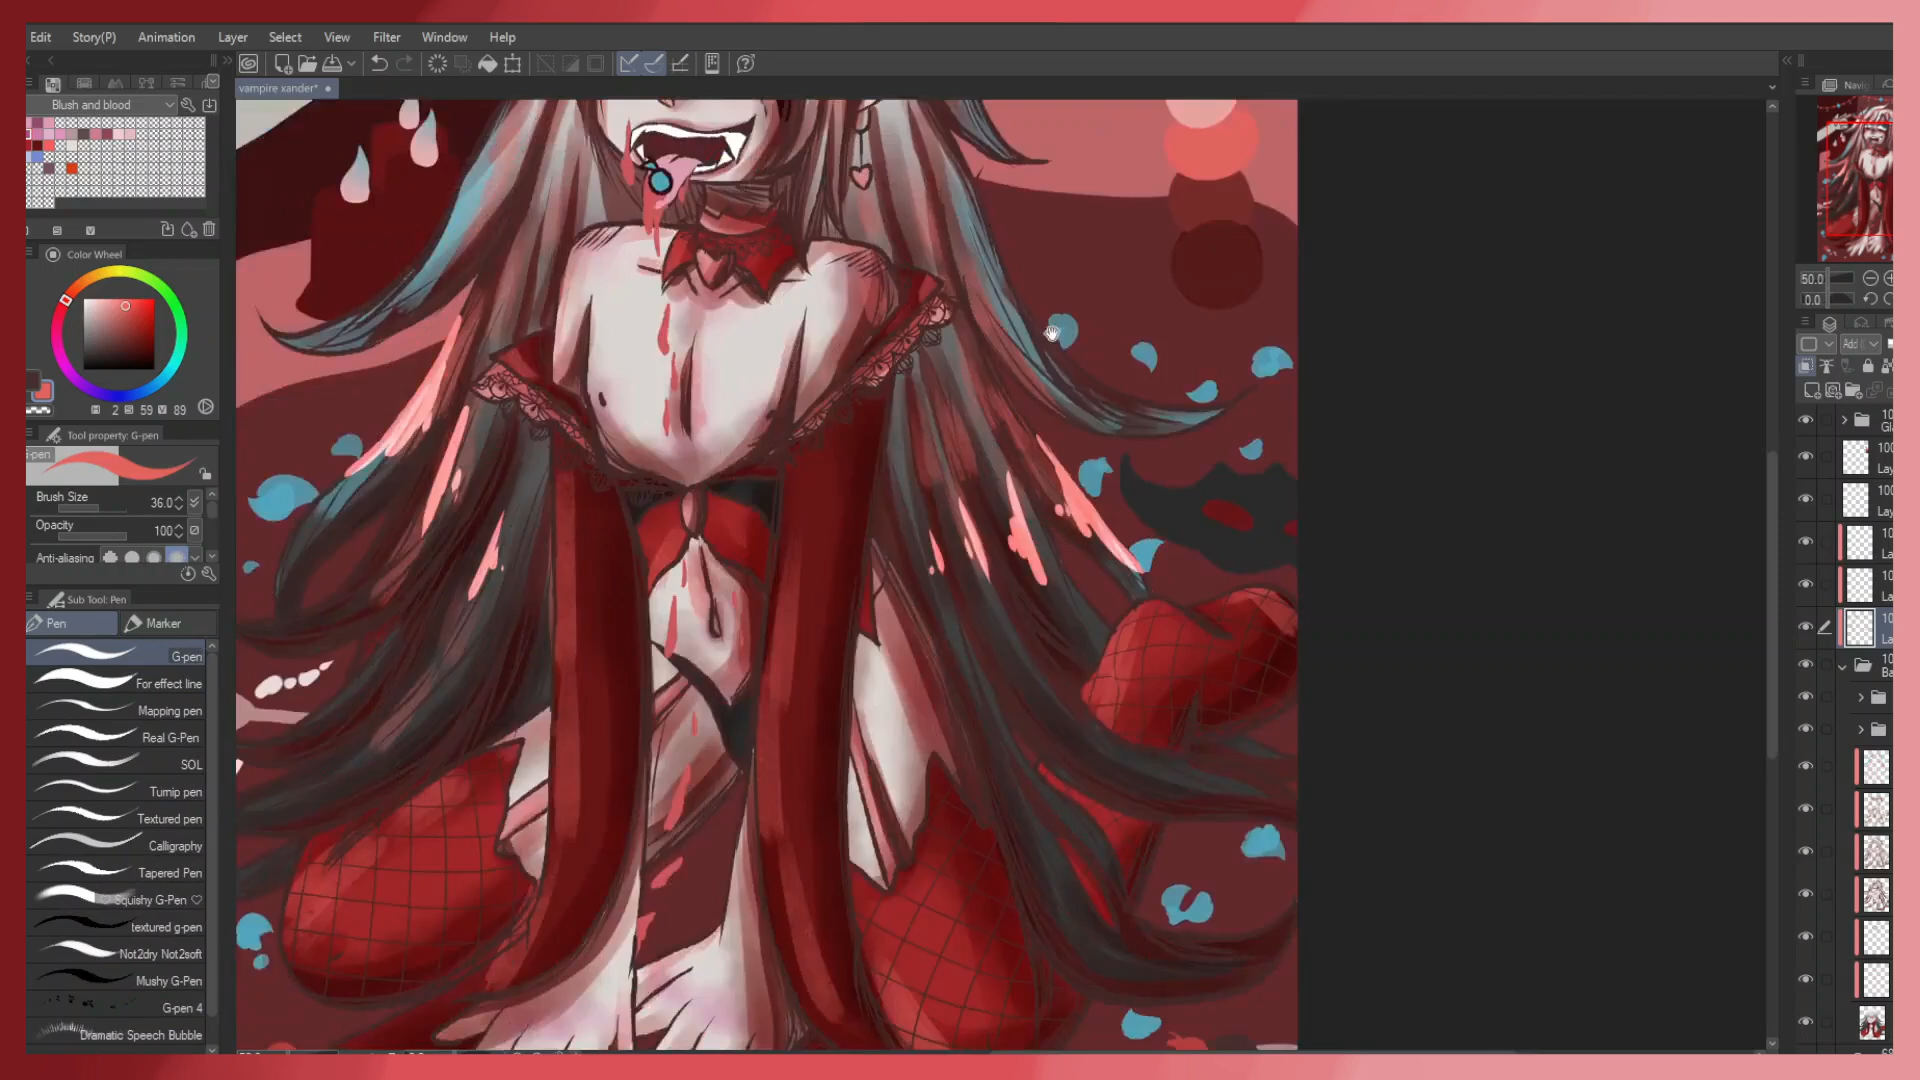 Edit Story(P) Animation Layer Select View Filter Window Help
vampire xander*
Navi
Blush and blood
50.0
0.0
Color Wheel
H 2 S 59 V 89
Add
Tool property: G-pen
G-pen
Brush Size 36.0
Opacity 100
Anti-aliasing
Sub Tool: Pen
Pen Marker
G-pen
For effect line
Mapping pen
Real G-Pen
SOL
Turnip pen
Textured pen
Calligraphy
Tapered Pen
♡ Squishy G-Pen ♡
textured g-pen
Not2dry Not2soft
Mushy G-Pen
G-pen 4
Dramatic Speech Bubble